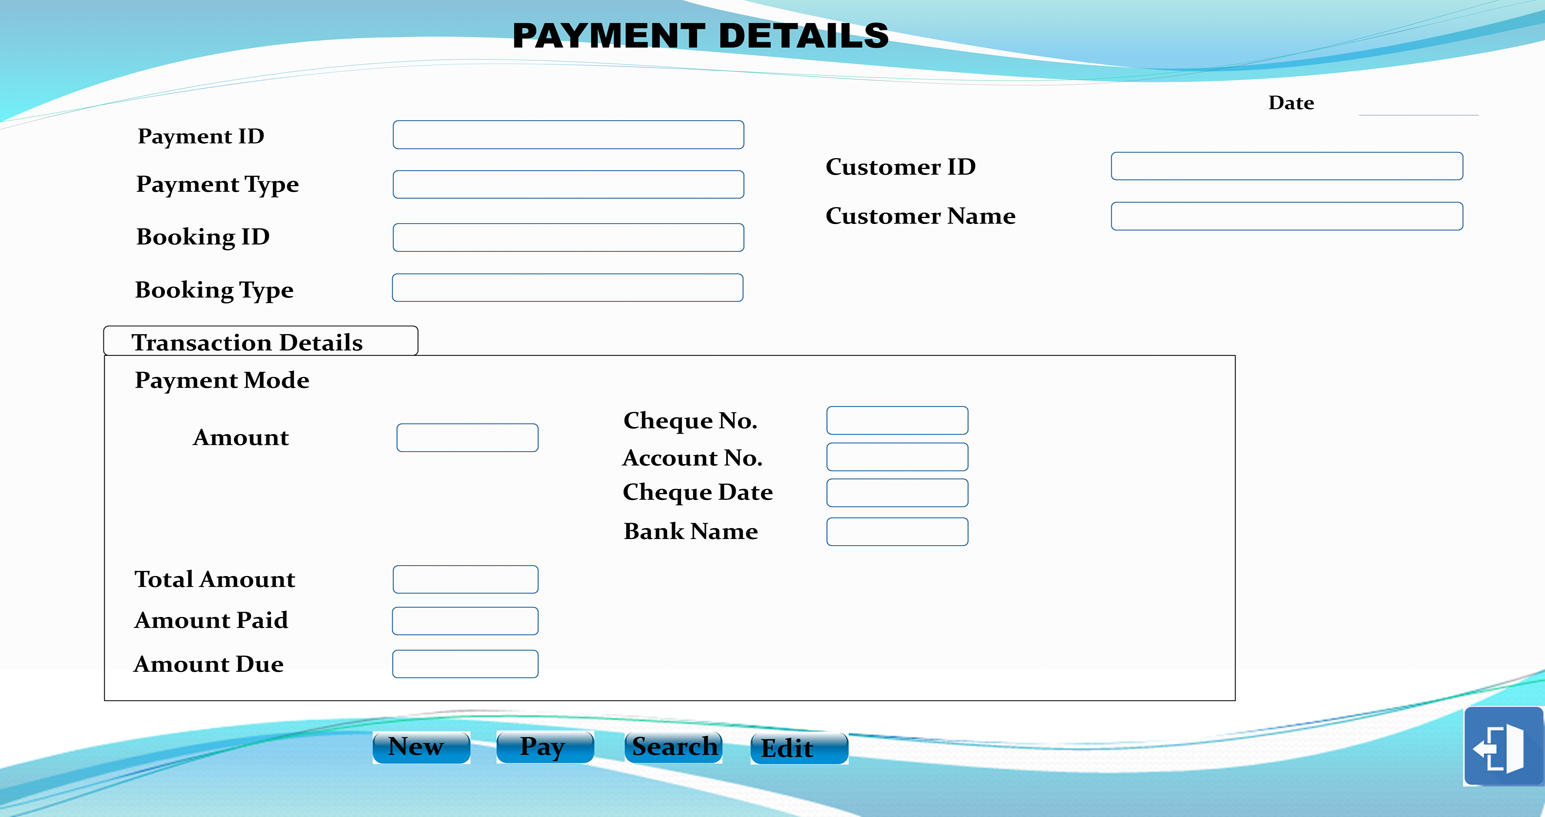 PAYMENT DETAILS
Date
Payment ID
Customer ID
Payment Type
Customer Name
Booking ID
Booking Type
Transaction Details
Payment Mode
Amount
Cheque No.
Account No.
Cheque Date
Bank Name
Total Amount
Amount Paid
Amount Due
New
Pay
Search
Edit